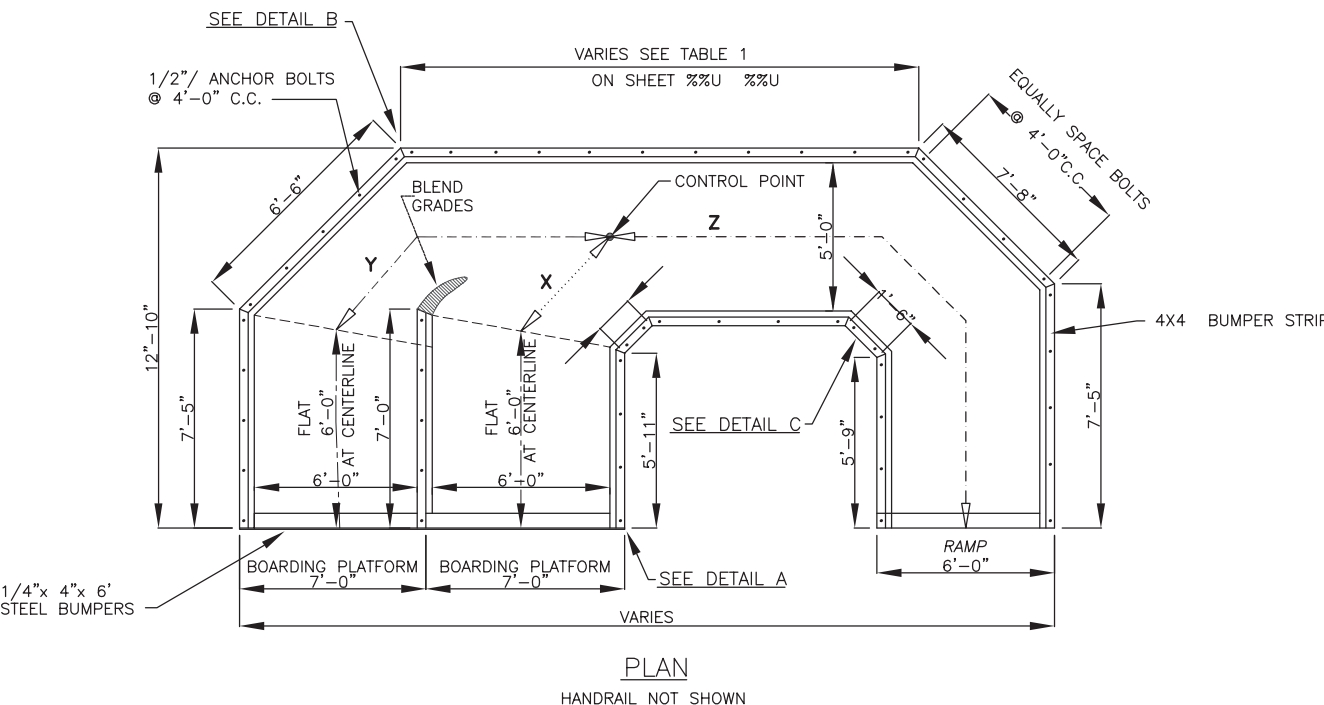 SEE DETAIL B
VARIES SEE TABLE 1
ON SHEET %%U %%U
1/2"/ ANCHOR BOLTS
@ 4'-0" C.C.
EQUALLY SPACE BOLTS
@ 4'-0"C.C.
7'-8"
6'-6"
BLEND
GRADES
CONTROL POINT
Z
Y
X
5'-0"
1'-6"
12"-10"
4X4 BUMPER STRIP
7'-5"
FLAT
6'-0"
AT CENTERLINE
7'-0"
FLAT
6'-0"
AT CENTERLINE
5'-11"
SEE DETAIL C
5'-9"
7'-5"
6'-0"
6'-0"
BOARDING PLATFORM
7'-0"
BOARDING PLATFORM
7'-0"
SEE DETAIL A
RAMP
6'-0"
1/4"x 4"x 6'
STEEL BUMPERS
VARIES
PLAN
HANDRAIL NOT SHOWN